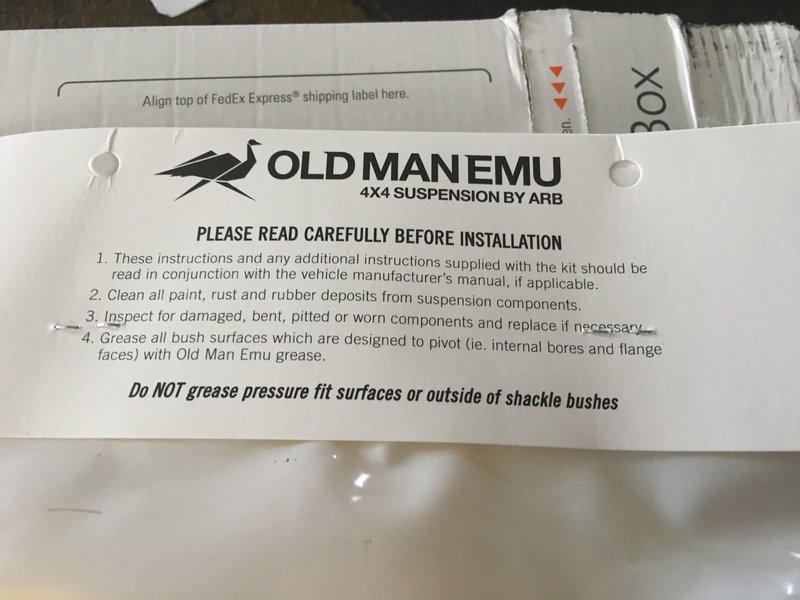 Align top of FedEx Express® shipping label here.
en.
BOX
OLD MAN EMU
4X4 SUSPENSION BY ARB
PLEASE READ CAREFULLY BEFORE INSTALLATION
1. These instructions and any additional instructions supplied with the kit should be
read in conjunction with the vehicle manufacturer's manual, if applicable.
2. Clean all paint, rust and rubber deposits from suspension components.
3. Inspect for damaged, bent, pitted or worn components and replace if necessary.
4. Grease all bush surfaces which are designed to pivot (ie. internal bores and flange
faces) with Old Man Emu grease.
Do NOT grease pressure fit surfaces or outside of shackle bushes